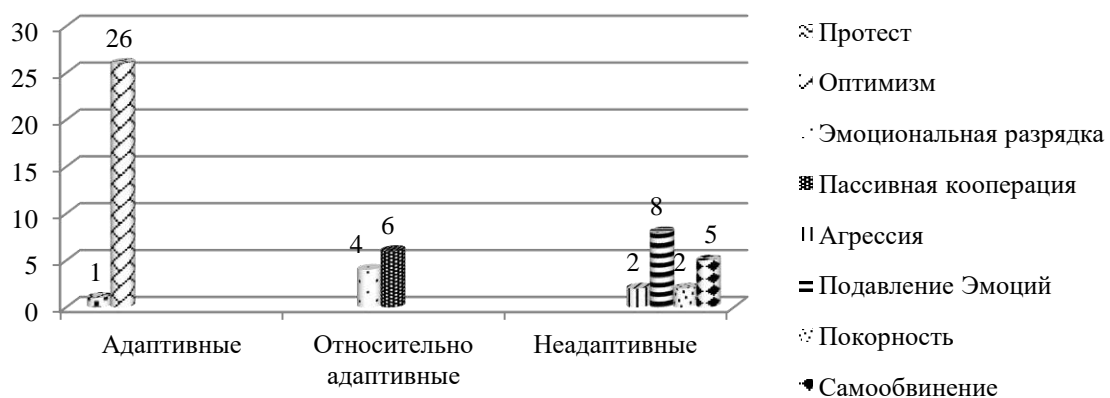 30
25
20
15
10
5
0
26
1
4
6
2
8
2
5
Адаптивные
Относительно
адаптивные
Неадаптивные
Протест
Оптимизм
Эмоциональная разрядка
Пассивная кооперация
Агрессия
Подавление Эмоций
Покорность
Самообвинение